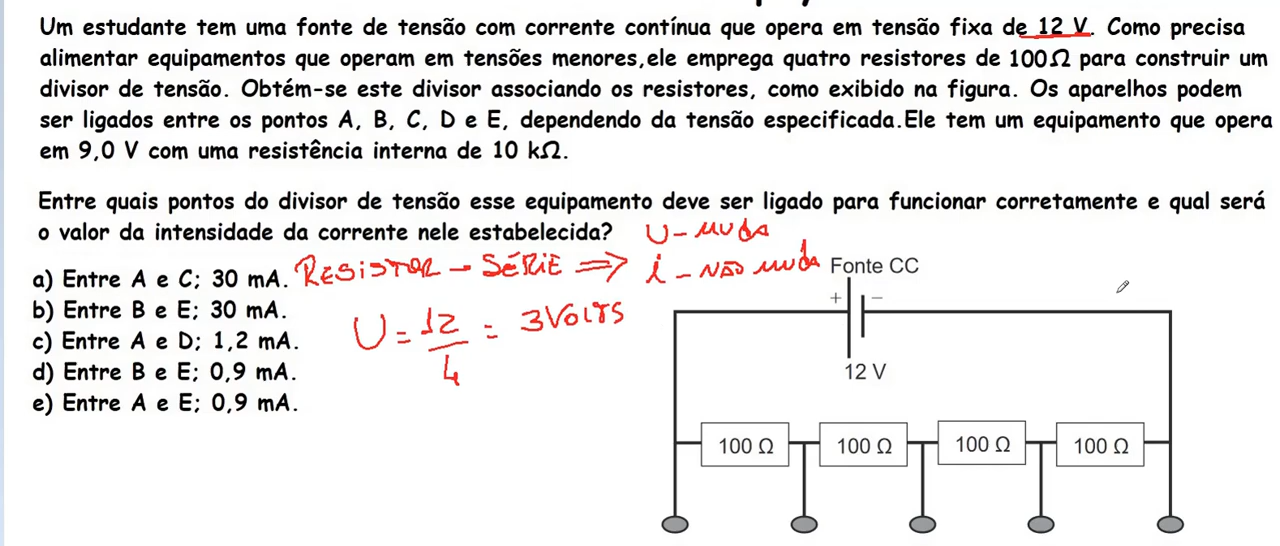 Um estudante tem uma fonte de tensão com corrente contínua que opera em tensão fixa de 12 V. Como precisa
alimentar equipamentos que operam em tensões menores,ele emprega quatro resistores de 100Ω para construir um
divisor de tensão. Obtém-se este divisor associando os resistores, como exibido na figura. Os aparelhos podem
ser ligados entre os pontos A, B, C, D e E, dependendo da tensão especificada.Ele tem um equipamento que opera
em 9,0 V com uma resistência interna de 10 kΩ.
Entre quais pontos do divisor de tensão esse equipamento deve ser ligado para funcionar corretamente e qual será
o valor da intensidade da corrente nele estabelecida?
U - MUDA
a) Entre A e C; 30 mA.
RESISTOR - SÉRIE ⇒ i - NÃO MUDA
b) Entre B e E; 30 mA.
c) Entre A e D; 1,2 mA.
d) Entre B e E; 0,9 mA.
e) Entre A e E; 0,9 mA.
U = 12/4 = 3 VOLTS
Fonte CC
+ −
12 V
100 Ω 100 Ω 100 Ω 100 Ω